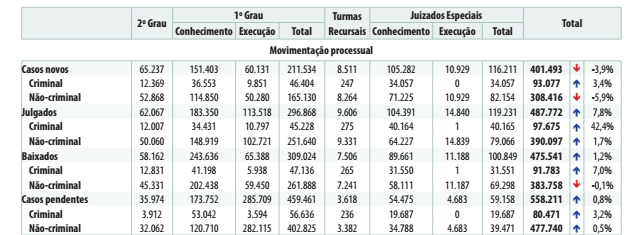 2º Grau 1º Grau Turmas Recursais Juizados Especiais Total
Conhecimento Execução Total Conhecimento Execução Total
Movimentação processual
Casos novos 65.237 151.403 60.131 211.534 8.511 105.282 10.929 116.211 401.493 -3,9%
Criminal 12.369 36.553 9.851 46.404 247 34.057 0 34.057 93.077 3,4%
Não-criminal 52.868 114.850 50.280 165.130 8.264 71.225 10.929 82.154 308.416 -5,9%
Julgados 62.067 183.350 113.518 296.868 9.606 104.391 14.840 119.231 487.772 7,8%
Criminal 12.007 34.431 10.797 45.228 275 40.164 1 40.165 97.675 42,4%
Não-criminal 50.060 148.919 102.721 251.640 9.331 64.227 14.839 79.066 390.097 1,7%
Baixados 58.162 243.636 65.388 309.024 7.506 89.661 11.188 100.849 475.541 1,2%
Criminal 12.831 41.198 5.938 47.136 265 31.550 1 31.551 91.783 7,0%
Não-criminal 45.331 202.438 59.450 261.888 7.241 58.111 11.187 69.298 383.758 -0,1%
Casos pendentes 35.974 173.752 285.709 459.461 3.618 54.475 4.683 59.158 558.211 0,8%
Criminal 3.912 53.042 3.594 56.636 236 19.687 0 19.687 80.471 3,2%
Não-criminal 32.062 120.710 282.115 402.825 3.382 34.788 4.683 39.471 477.740 0,5%